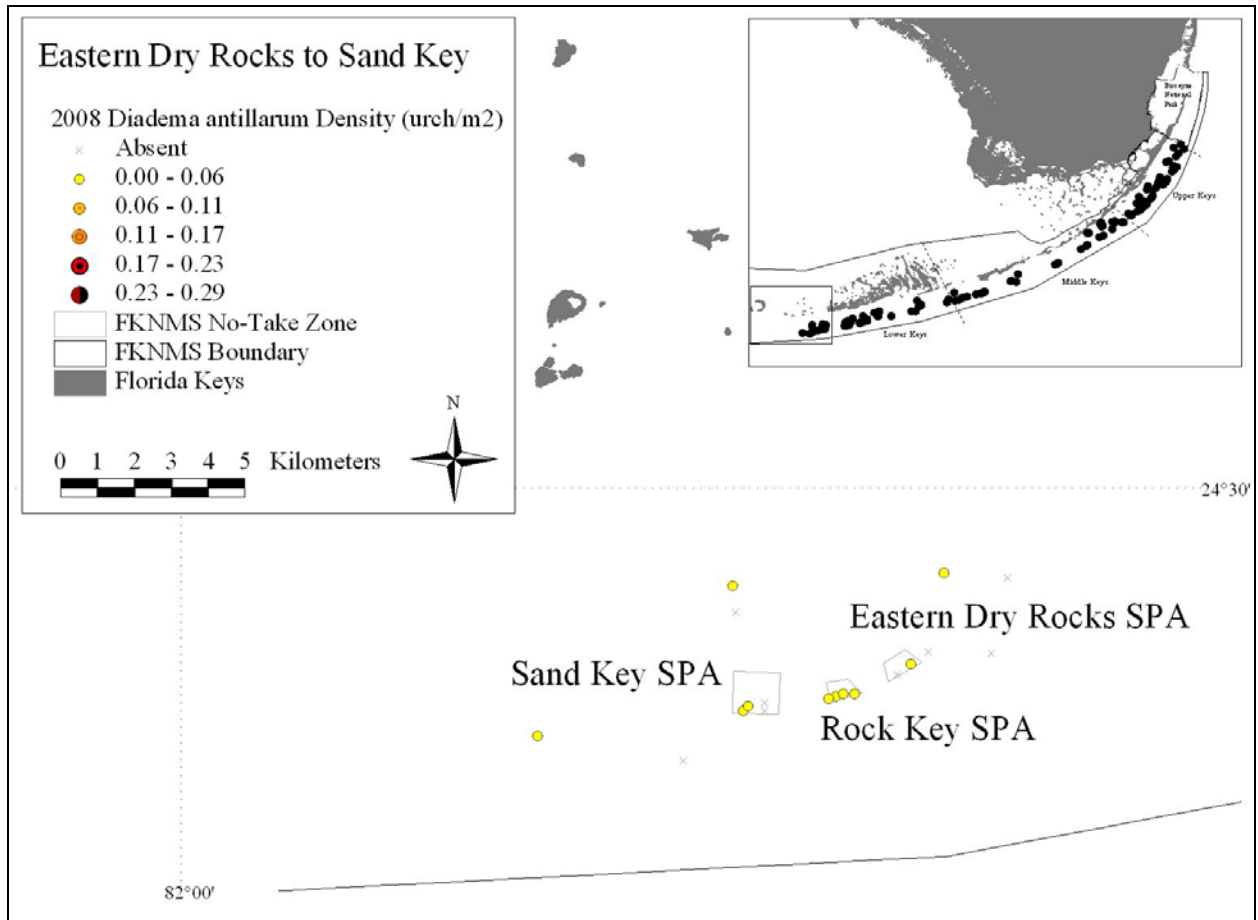 Eastern Dry Rocks to Sand Key
2008 Diadema antillarum Density (urch/m2)
Absent
0.00 - 0.06
0.06 - 0.11
0.11 - 0.17
0.17 - 0.23
0.23 - 0.29
FKNMS No-Take Zone
FKNMS Boundary
Florida Keys
N
0 1 2 3 4 5 Kilometers
Biscayne
National
Park
Upper Keys
Middle Keys
Lower Keys
24°30'
Eastern Dry Rocks SPA
Sand Key SPA
Rock Key SPA
82°00'